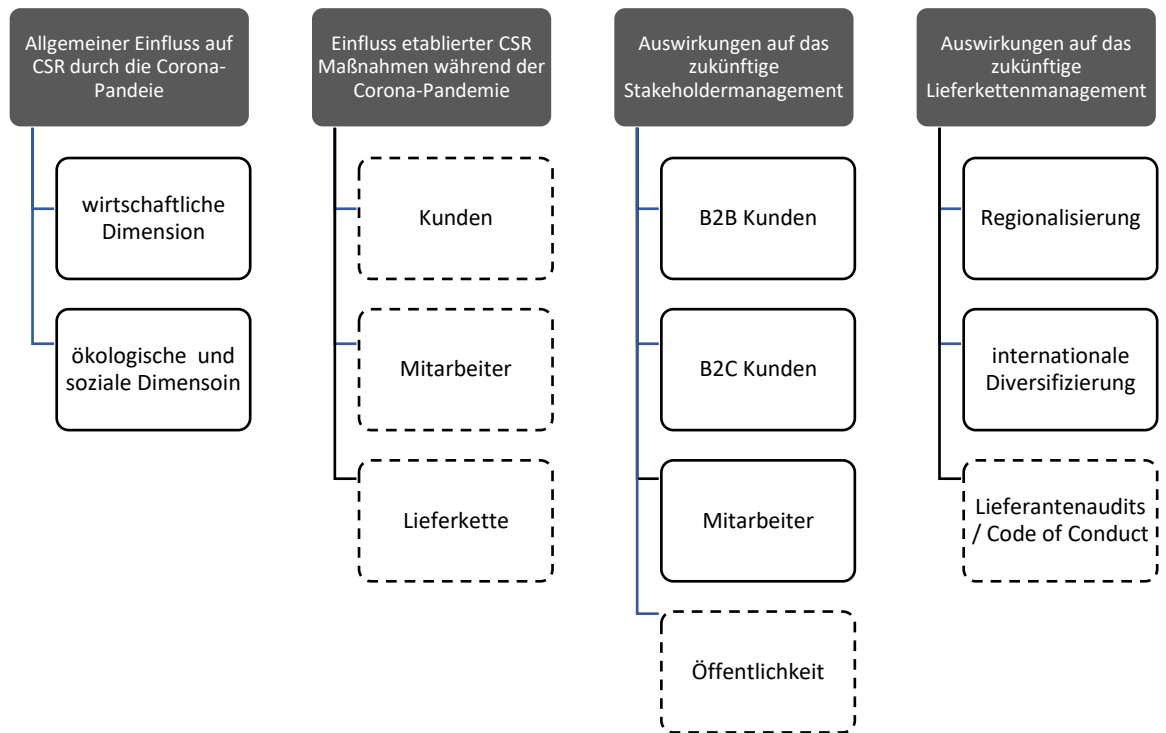 Allgemeiner Einfluss auf
CSR durch die Corona-
Pandeie
wirtschaftliche
Dimension
ökologische und
soziale Dimensoin
Einfluss etablierter CSR
Maßnahmen während der
Corona-Pandemie
Kunden
Mitarbeiter
Lieferkette
Auswirkungen auf das
zukünftige
Stakeholdermanagement
B2B Kunden
B2C Kunden
Mitarbeiter
Öffentlichkeit
Auswirkungen auf das
zukünftige
Lieferkettenmanagement
Regionalisierung
internationale
Diversifizierung
Lieferantenaudits
/ Code of Conduct